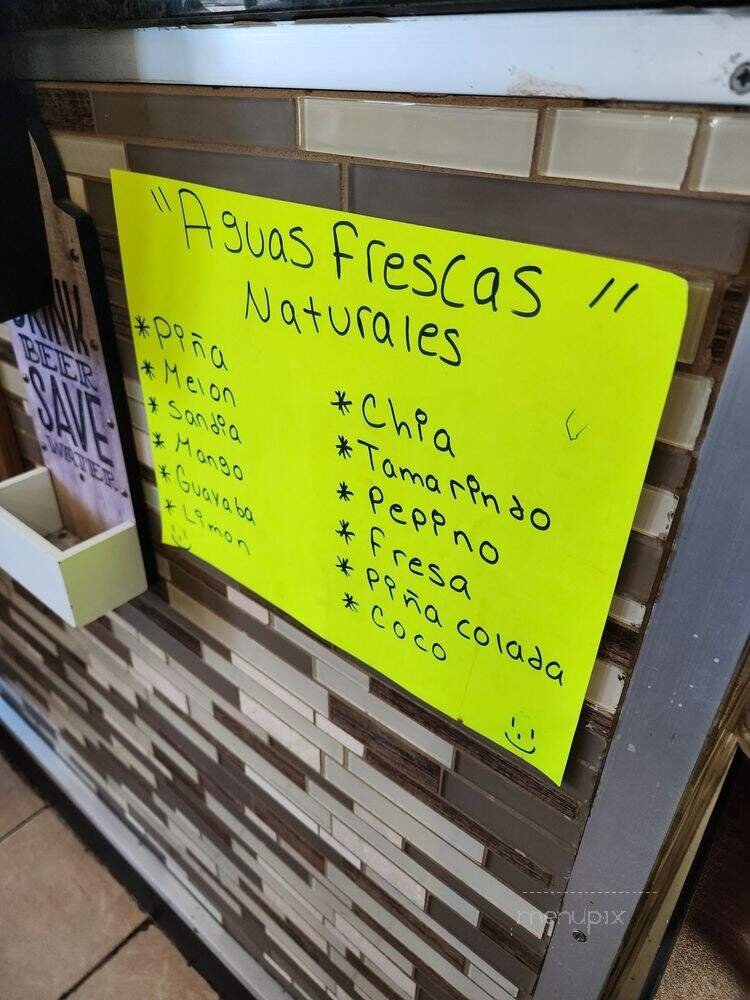 "Aguas frescas"
Naturales
* Piña
* Melon
* Sandia
* Mango
* Guayaba
* Limon
* Chia
* Tamarindo
* Pepino
* fresa
* Piña colada
* Coco
DRINK
BEER
SAVE
WATER
menupix